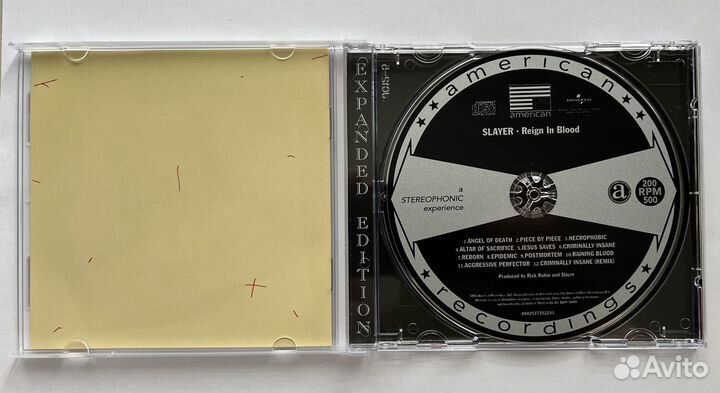 EXPANDED EDITION
american
recordings
COMPACT
disc
american
UNIVERSAL
SLAYER · Reign In Blood
a
STEREOPHONIC
experience
a
200
RPM
500
1.ANGEL OF DEATH 2.PIECE BY PIECE 3.NECROPHOBIC
4.ALTAR OF SACRIFICE 5.JESUS SAVES 6.CRIMINALLY INSANE
7.REBORN 8.EPIDEMIC 9.POSTMORTEM 10.RAINING BLOOD
11.AGGRESSIVE PERFECTOR 12.CRIMINALLY INSANE (REMIX)
Produced by Rick Rubin and Slayer
Avito